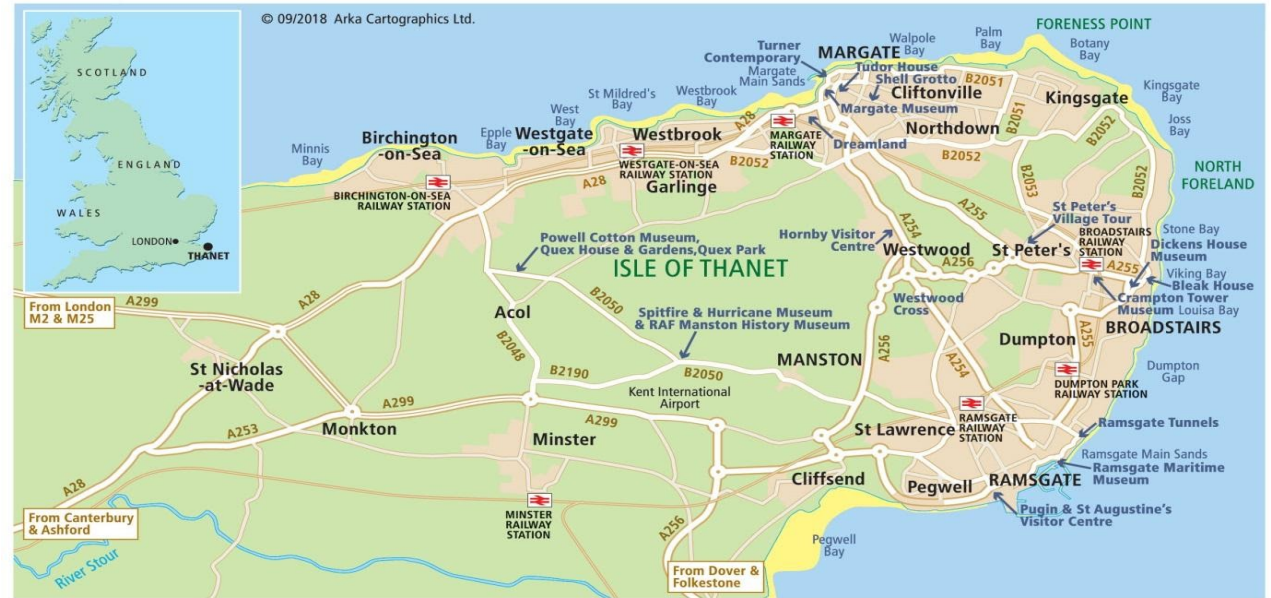 © 09/2018 Arka Cartographics Ltd.
SCOTLAND
ENGLAND
WALES
LONDON
THANET
FORENESS POINT
Turner
Contemporary
MARGATE
Walpole
Bay
Palm
Bay
Botany
Bay
Margate
Main Sands
Tudor House
Shell Grotto
B2051
Cliftonville
Kingsgate
Kingsgate
Bay
Westbrook
Bay
St Mildred's
Bay
West
Bay
Margate Museum
B2051
Joss
Bay
Birchington
-on-Sea
Epple
Bay
Westgate
-on-Sea
Westbrook
A28
MARGATE
RAILWAY
STATION
Northdown
B2052
Minnis
Bay
Dreamland
B2052
B2052
B2052
WESTGATE-ON-SEA
RAILWAY STATION
A28
Garlinge
B2053
NORTH
FORELAND
BIRCHINGTON-ON-SEA
RAILWAY STATION
A255
St Peter's
Village Tour
A254
Hornby Visitor
Centre
Westwood
St Peter's
BROADSTAIRS
RAILWAY
STATION
Stone Bay
Dickens House
Museum
Powell Cotton Museum,
Quex House & Gardens,Quex Park
ISLE OF THANET
A256
A255
Viking Bay
Bleak House
Westwood
Cross
Crampton Tower
Museum
Louisa Bay
From London
M2 & M25
A299
A28
B2050
Acol
Spitfire & Hurricane Museum
& RAF Manston History Museum
BROADSTAIRS
Dumpton
A255
B2048
A256
MANSTON
A254
St Nicholas
-at-Wade
B2190
B2050
Dumpton
Gap
DUMPTON PARK
RAILWAY STATION
Kent International
Airport
A299
A299
RAMSGATE
RAILWAY
STATION
Monkton
A253
Minster
St Lawrence
Ramsgate Tunnels
Ramsgate Main Sands
Ramsgate Maritime
Museum
Cliffsend
Pegwell
RAMSGATE
A28
MINSTER
RAILWAY
STATION
From Canterbury
& Ashford
Pugin & St Augustine's
Visitor Centre
A256
Pegwell
Bay
River Stour
From Dover &
Folkestone